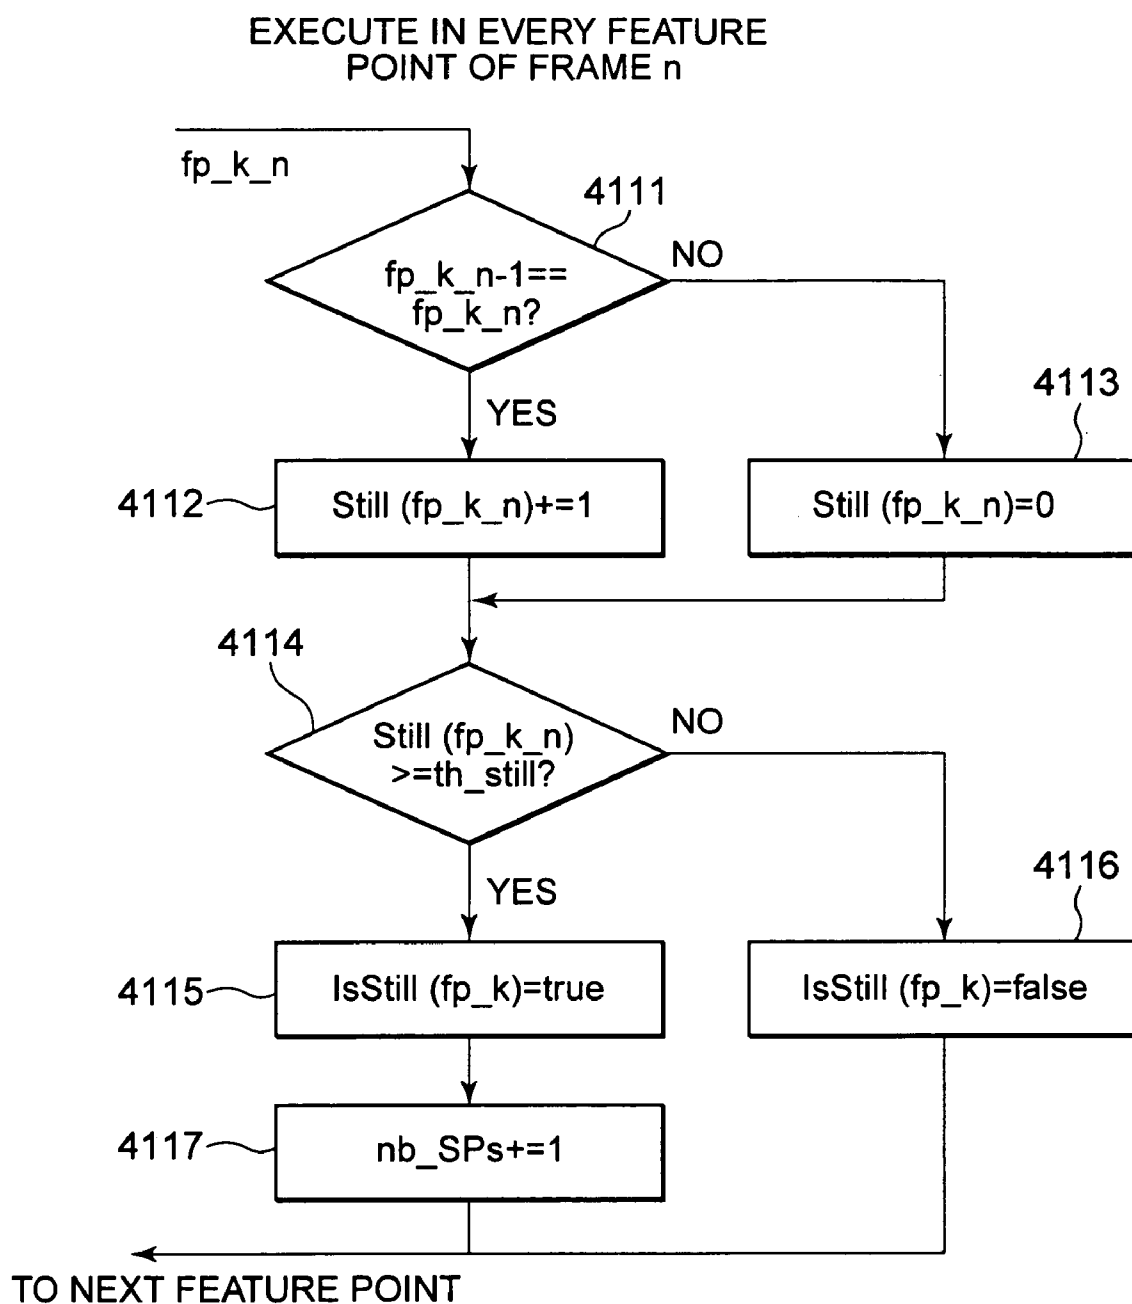 EXECUTE IN EVERY FEATURE
POINT OF FRAME n
fp_k_n
4111
fp_k_n-1==
fp_k_n?
NO
YES
4113
4112
Still (fp_k_n)+=1
Still (fp_k_n)=0
4114
Still (fp_k_n)
>=th_still?
NO
YES
4116
4115
IsStill (fp_k)=true
IsStill (fp_k)=false
4117
nb_SPs+=1
TO NEXT FEATURE POINT